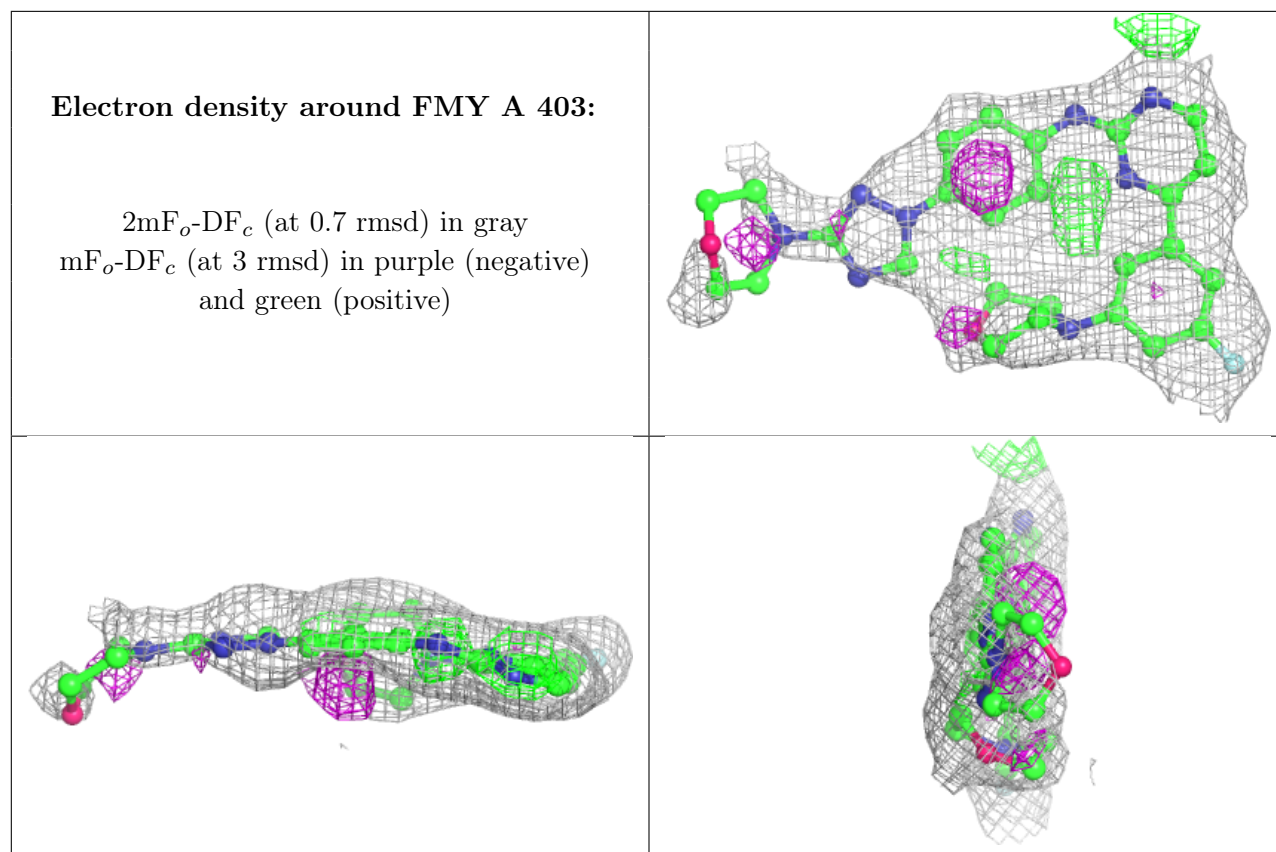 Electron density around FMY A 403:
2mFo-DFc (at 0.7 rmsd) in gray
mFo-DFc (at 3 rmsd) in purple (negative)
and green (positive)